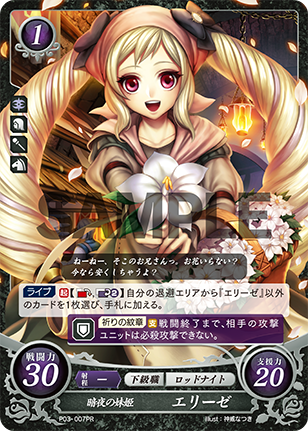 1
SAMPLE
ねーねー、そこのお兄さんっ。お花いらない?
今なら安くしちゃうよ?
ライブ 起【、2】自分の退避エリアから『エリーゼ』以外
のカードを1枚選び、手札に加える。
祈りの紋章 支 戦闘終了まで、相手の攻撃
ユニットは必殺攻撃できない。
戦闘力
30
射程
一
下級職
ロッドナイト
支援力
20
暗夜の妹姫 エリーゼ
P03-007PR
illust:神威なつき